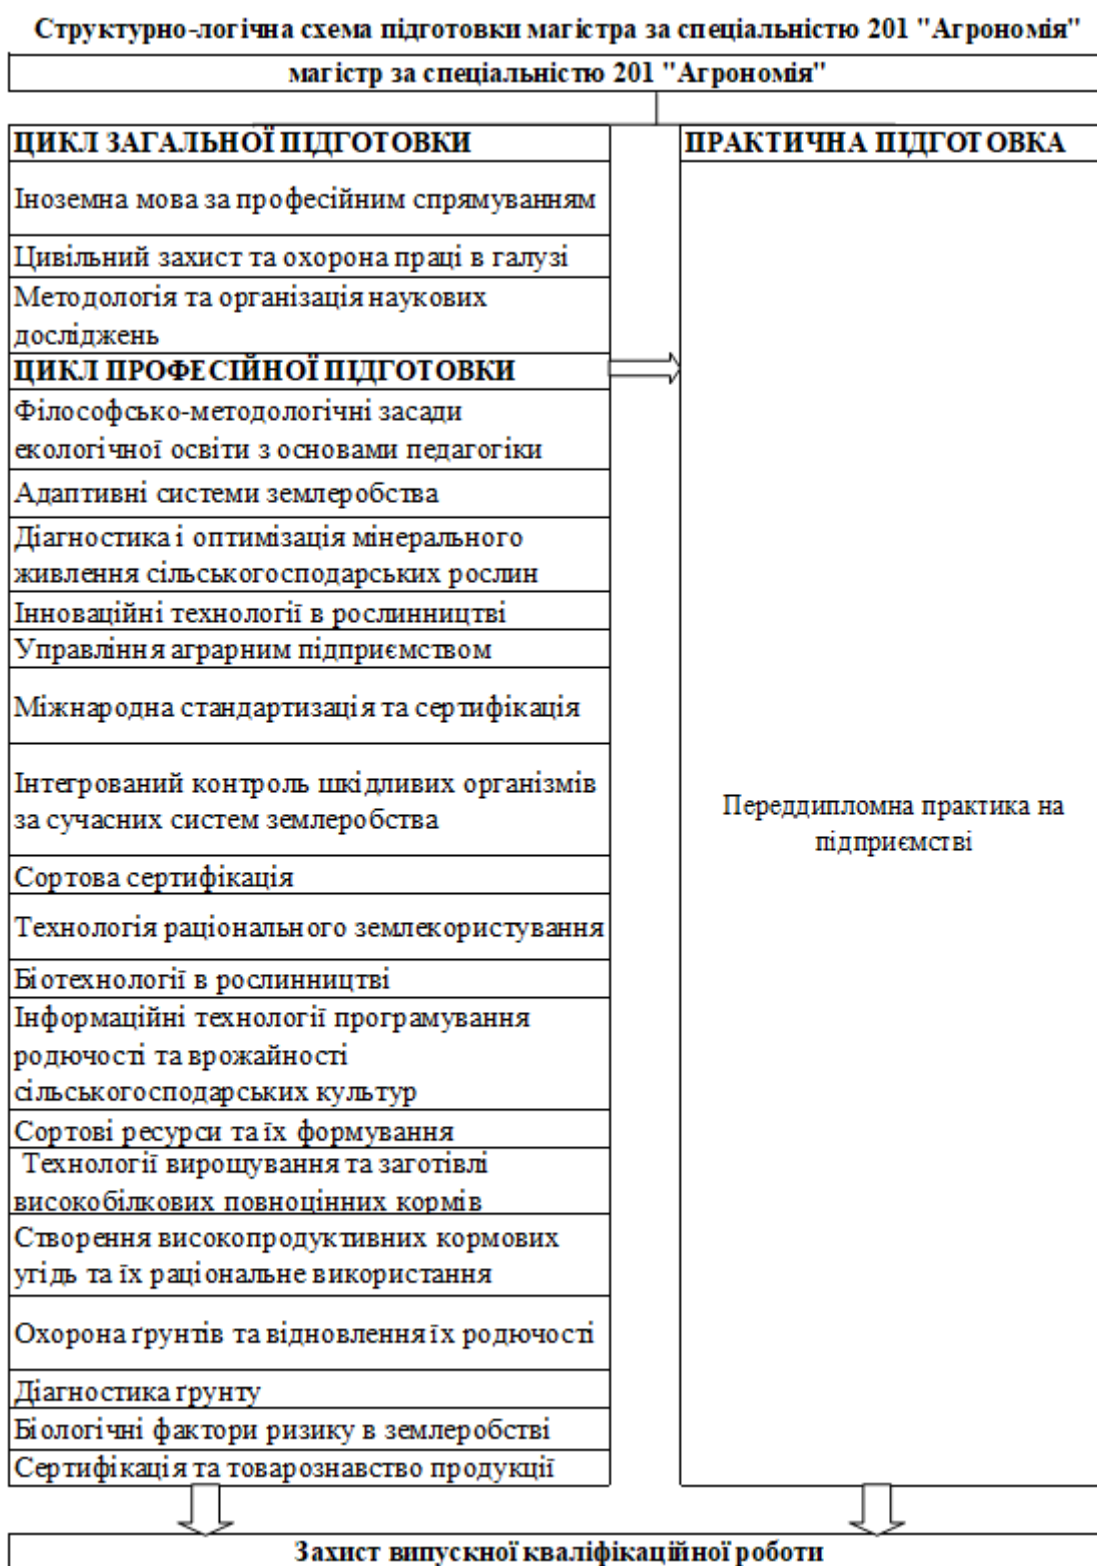 Структурно-логічна схема підготовки магістра за спеціальністю 201 "Агрономія"
магістр за спеціальністю 201 "Агрономія"
ЦИКЛ ЗАГАЛЬНОЇ ПІДГОТОВКИ
Іноземна мова за професійним спрямуванням
Цивільний захист та охорона праці в галузі
Методологія та організація наукових
досліджень
ЦИКЛ ПРОФЕСІЙНОЇ ПІДГОТОВКИ
Філософсько-методологічні засади
екологічної освіти з основами педагогіки
Адаптивні системи землеробства
Діагностика і оптимізація мінерального
живлення сільськогосподарських рослин
Інноваційні технології в рослинництві
Управління аграрним підприємством
Міжнародна стандартизація та сертифікація
Інтегрований контроль шкідливих організмів
за сучасних систем землеробства
Сортова сертифікація
Технологія раціонального землекористування
Біотехнології в рослинництві
Інформаційні технології програмування
родючості та врожайності
сільськогосподарських культур
Сортові ресурси та їх формування
Технології вирощування та заготівлі
високобілкових повноцінних кормів
Створення високопродуктивних кормових
угідь та їх раціональне використання
Охорона ґрунтів та відновлення їх родючості
Діагностика ґрунту
Біологічні фактори ризику в землеробстві
Сертифікація та товарознавство продукції
ПРАКТИЧНА ПІДГОТОВКА
Переддипломна практика на
підприємстві
Захист випускної кваліфікаційної роботи